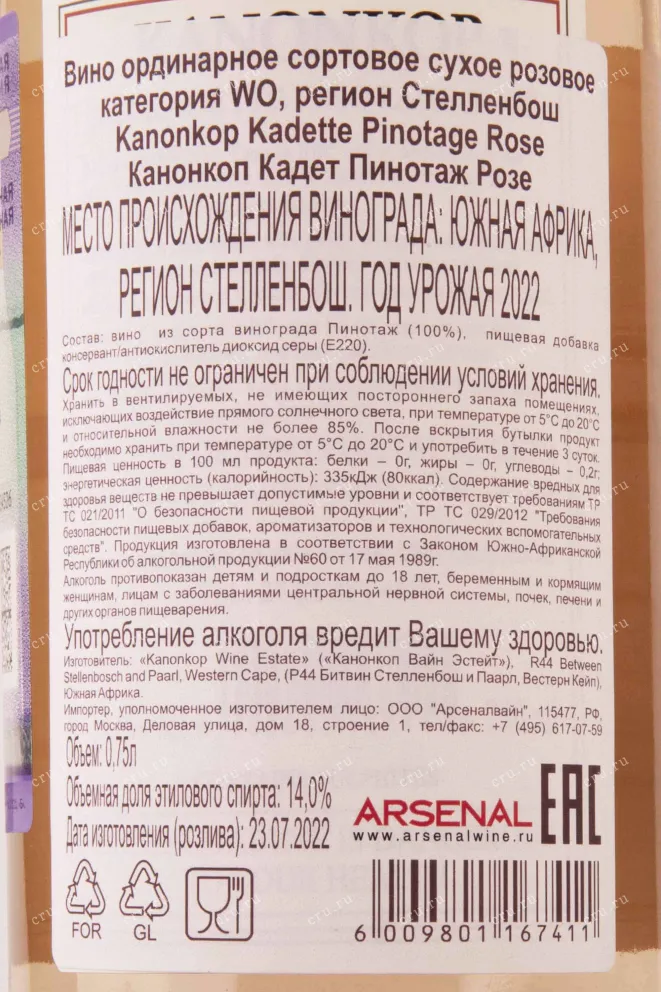 KANONKOP
Вино ординарное сортовое сухое розовое
категория WO, регион Стелленбош
Kanonkop Kadette Pinotage Rose
Канонкоп Кадет Пинотаж Розе
МЕСТО ПРОИСХОЖДЕНИЯ ВИНОГРАДА: ЮЖНАЯ АФРИКА,
РЕГИОН СТЕЛЛЕНБОШ. ГОД УРОЖАЯ 2022
Состав: вино из сорта винограда Пинотаж (100%), пищевая добавка
консервант/антиокислитель диоксид серы (Е220).
Срок годности не ограничен при соблюдении условий хранения.
Хранить в вентилируемых, не имеющих постороннего запаха помещениях,
исключающих воздействие прямого солнечного света, при температуре от 5°С до 20°С
и относительной влажности не более 85%. После вскрытия бутылки продукт
необходимо хранить при температуре от 5°С до 20°С и употребить в течение 3 суток.
Пищевая ценность в 100 мл продукта: белки – 0г, жиры – 0г, углеводы – 0,2г;
энергетическая ценность (калорийность): 335кДж (80ккал). Содержание вредных для
здоровья веществ не превышает допустимые уровни и соответствует требованиям ТР
ТС 021/2011 "О безопасности пищевой продукции", ТР ТС 029/2012 "Требования
безопасности пищевых добавок, ароматизаторов и технологических вспомогательных
средств". Продукция изготовлена в соответствии с Законом Южно-Африканской
Республики об алкогольной продукции №60 от 17 мая 1989г.
Алкоголь противопоказан детям и подросткам до 18 лет, беременным и кормящим
женщинам, лицам с заболеваниями центральной нервной системы, почек, печени и
других органов пищеварения.
Употребление алкоголя вредит Вашему здоровью.
Изготовитель: «Kanonkop Wine Estate» («Канонкоп Вайн Эстейт»), R44 Between
Stellenbosch and Paarl, Western Cape, (Р44 Битвин Стелленбош и Паарл, Вестерн Кейп),
Южная Африка.
Импортер, уполномоченное изготовителем лицо: ООО "Арсеналвайн", 115477, РФ,
город Москва, Деловая улица, дом 18, строение 1, тел/факс: +7 (495) 617-07-59
Объем: 0,75л
Объемная доля этилового спирта: 14,0%
Дата изготовления (розлива): 23.07.2022
ARSENAL
www.arsenalwine.ru
EAC
FOR
GL
6 009801 167411